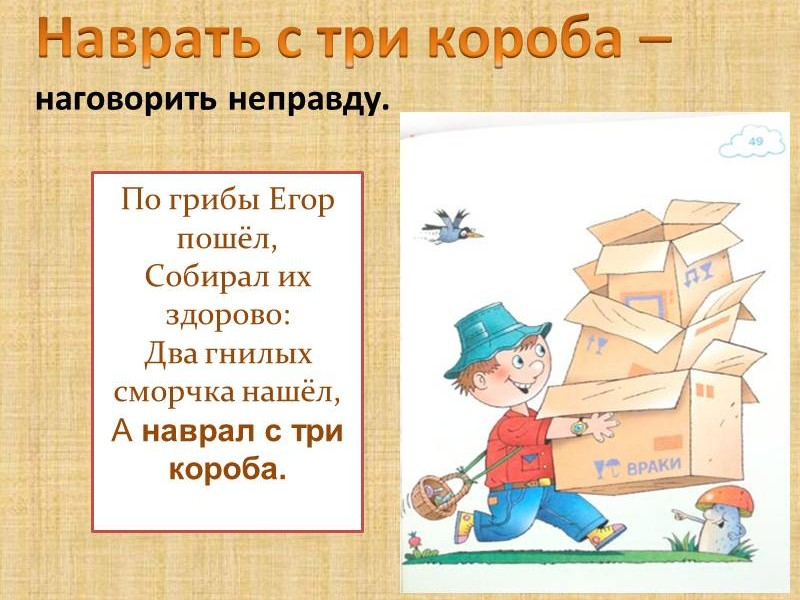 Наврать с три короба –
наговорить неправду.
По грибы Егор
пошёл,
Собирал их
здорово:
Два гнилых
сморчка нашёл,
А наврал с три
короба.
49
ВРАКИ